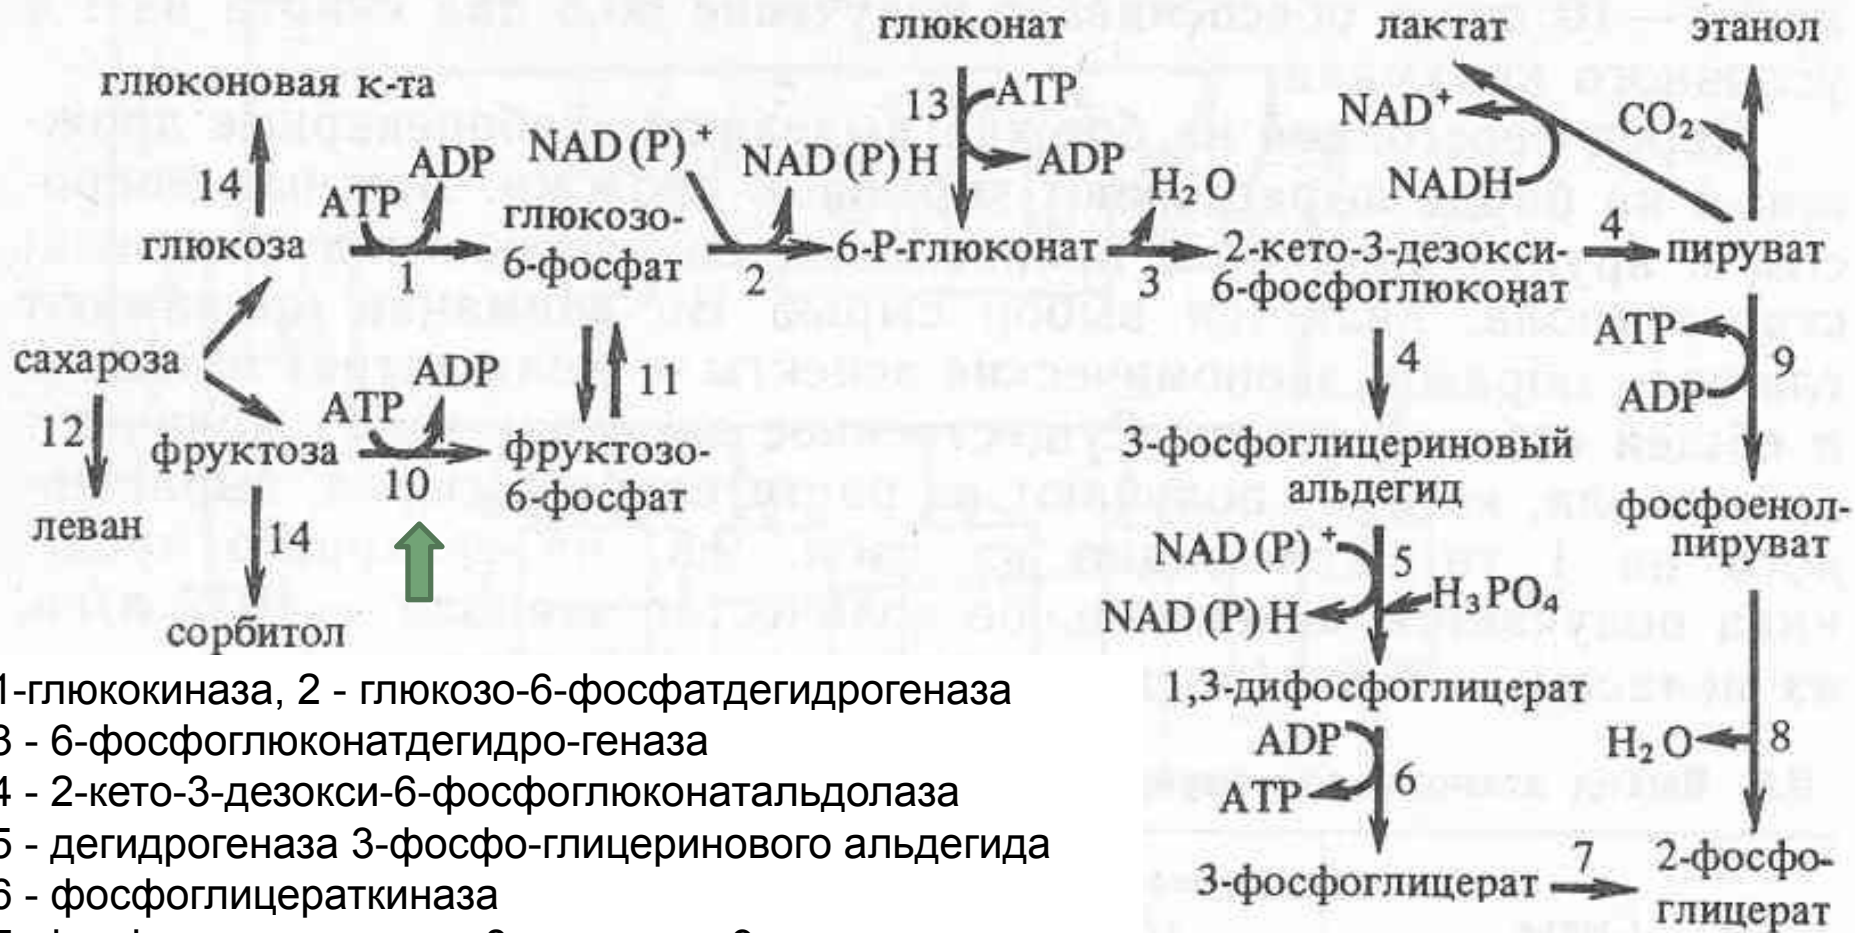 глюконат
лактат
этанол
глюконовая к-та
13
ATP
ADP
NAD⁺
NADH
CO₂
14
ATP
ADP
NAD(P)⁺
NAD(P)H
H₂O
глюкоза
1
глюкозо-
6-фосфат
2
6-P-глюконат
3
2-кето-3-дезокси-
6-фосфоглюконат
4
пируват
сахароза
12
леван
фруктоза
ATP
ADP
10
11
фруктозо-
6-фосфат
14
сорбитол
4
3-фосфоглицериновый
альдегид
ATP
ADP
9
фосфоенол-
пируват
NAD(P)⁺
NAD(P)H
5
H₃PO₄
1,3-дифосфоглицерат
ADP
ATP
6
H₂O
8
3-фосфоглицерат
7
2-фосфо-
глицерат
1-глюкокиназа, 2 - глюкозо-6-фосфатдегидрогеназа
3 - 6-фосфоглюконатдегидро-геназа
4 - 2-кето-3-дезокси-6-фосфоглюконатальдолаза
5 - дегидрогеназа 3-фосфо-глицеринового альдегида
6 - фосфоглицераткиназа